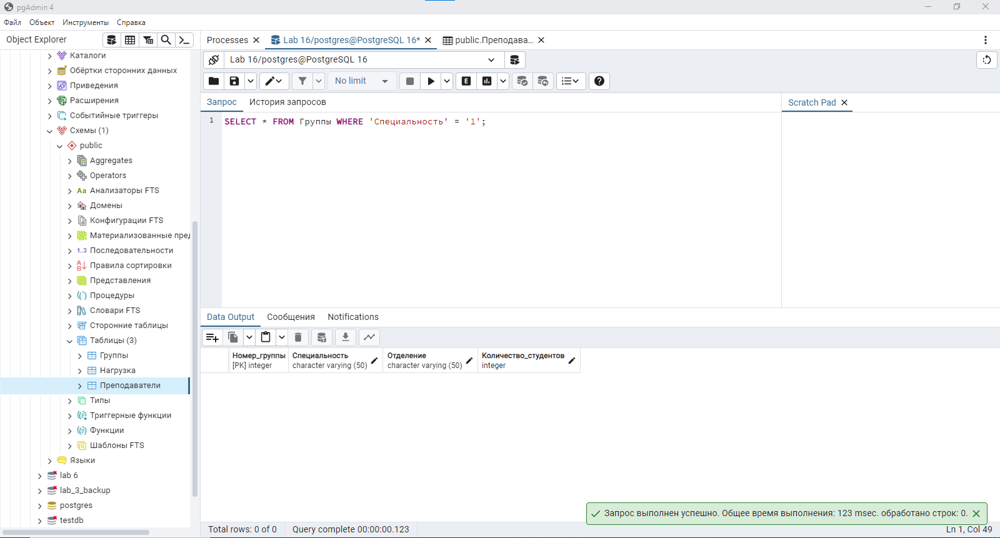 pgAdmin 4
Файл Объект Инструменты Справка
Object Explorer
Каталоги
Обёртки сторонних данных
Приведения
Расширения
Событийные триггеры
Схемы (1)
public
Aggregates
Operators
Aa Анализаторы FTS
Домены
Конфигурации FTS
Материализованные пред
1..3 Последовательности
Правила сортировки
Представления
Процедуры
Словари FTS
Сторонние таблицы
Таблицы (3)
Группы
Нагрузка
Преподаватели
Типы
Триггерные функции
Функции
Шаблоны FTS
Языки
lab 6
lab_3_backup
postgres
testdb
Processes Lab 16/postgres@PostgreSQL 16* public.Преподава...
Lab 16/postgres@PostgreSQL 16
No limit E
Запрос История запросов Scratch Pad
1 SELECT * FROM Группы WHERE 'Специальность' = '1';
Data Output Сообщения Notifications
Номер_группы Специальность Отделение Количество_студентов
[PK] integer character varying (50) character varying (50) integer
Запрос выполнен успешно. Общее время выполнения: 123 msec. обработано строк: 0.
Total rows: 0 of 0 Query complete 00:00:00.123 Ln 1, Col 49